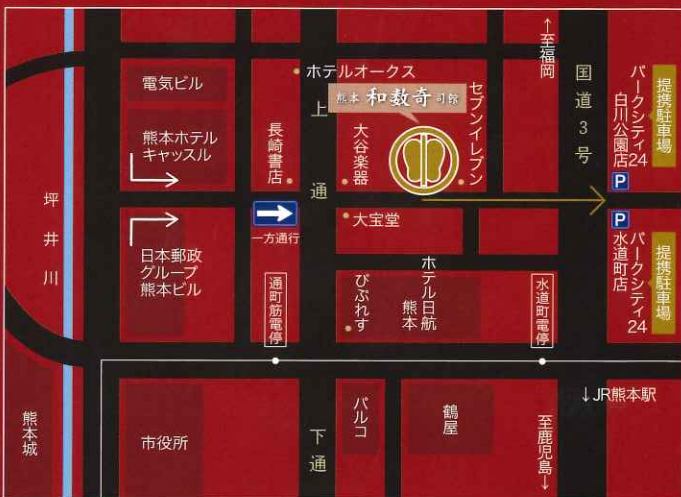 ↑至福岡
国道3号
パークシティ24
白川公園店
提携駐車場
P
ホテルオークス
電気ビル
熊本 和数奇 司館
セブンイレブン
上通
大谷楽器
長崎書店
熊本ホテル
キャッスル
坪井川
一方通行
大宝堂
P
パークシティ24
水道町店
提携駐車場
日本郵政
グループ
熊本ビル
通町筋電停
びぷれす
ホテル日航
熊本
水道町電停
↓JR熊本駅
熊本城
市役所
下通
パルコ
鶴屋
至鹿児島↓